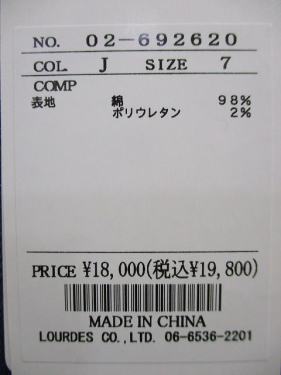 NO. 02-692620
COL. J SIZE 7
COMP
表地 綿 98%
ポリウレタン 2%
PRICE ¥18,000(税込¥19,800)
MADE IN CHINA
LOURDES CO.,LTD. 06-6536-2201